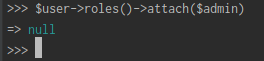 >>> $user->roles()->attach($admin)
=> null
>>>